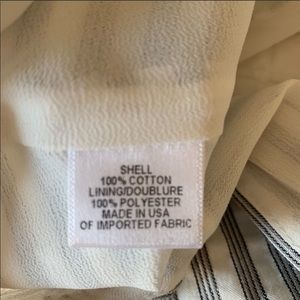 SHELL
100% COTTON
LINING/DOUBLURE
100% POLYESTER
MADE IN USA
OF IMPORTED FABRIC